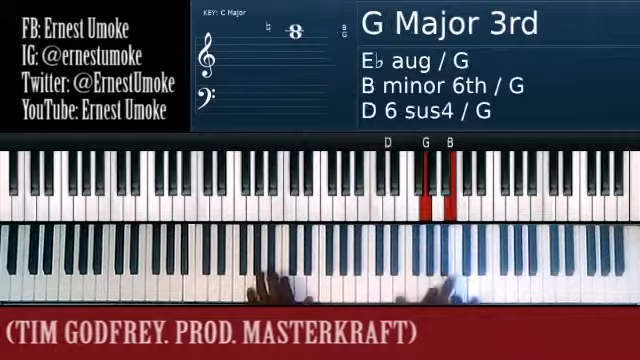 FB: Ernest Umoke
IG: @ernestumoke
Twitter: @ErnestUmoke
YouTube: Ernest Umoke
KEY: C Major
G Major 3rd
E♭ aug / G
B minor 6th / G
D 6 sus4 / G
D G B
(TIM GODFREY. PROD. MASTERKRAFT)